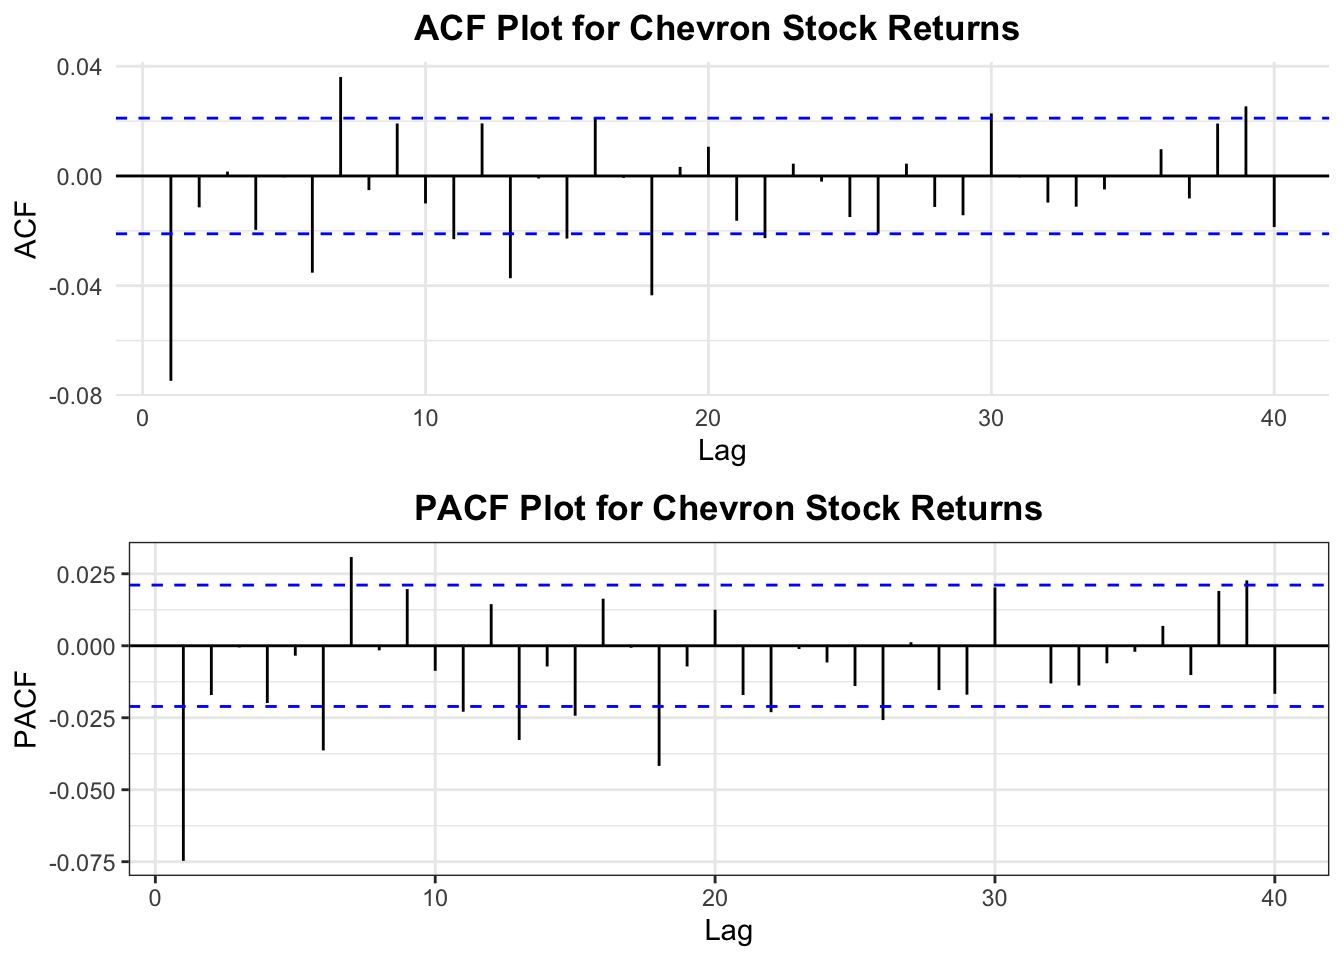 ACF Plot for Chevron Stock Returns
0.04
0.00
-0.04
-0.08
ACF
0 10 20 30 40
Lag
PACF Plot for Chevron Stock Returns
0.025
0.000
-0.025
-0.050
-0.075
PACF
0 10 20 30 40
Lag